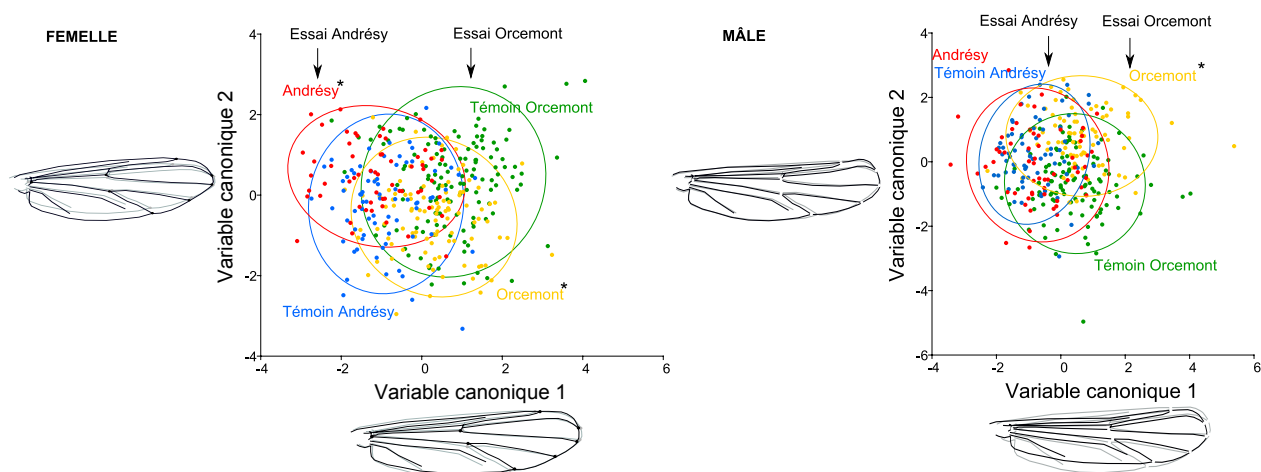 FEMELLE
Essai Andrésy
Essai Orcemont
Andrésy*
Témoin Orcemont
Orcemont*
Témoin Andrésy
Variable canonique 2
4
2
0
-2
-4
-4
-2
0
2
4
6
Variable canonique 1
MÂLE
Essai Andrésy
Essai Orcemont
Andrésy
Témoin Andrésy
Orcemont*
Témoin Orcemont
Variable canonique 2
4
2
0
-2
-4
-6
-4
-2
0
2
4
6
Variable canonique 1